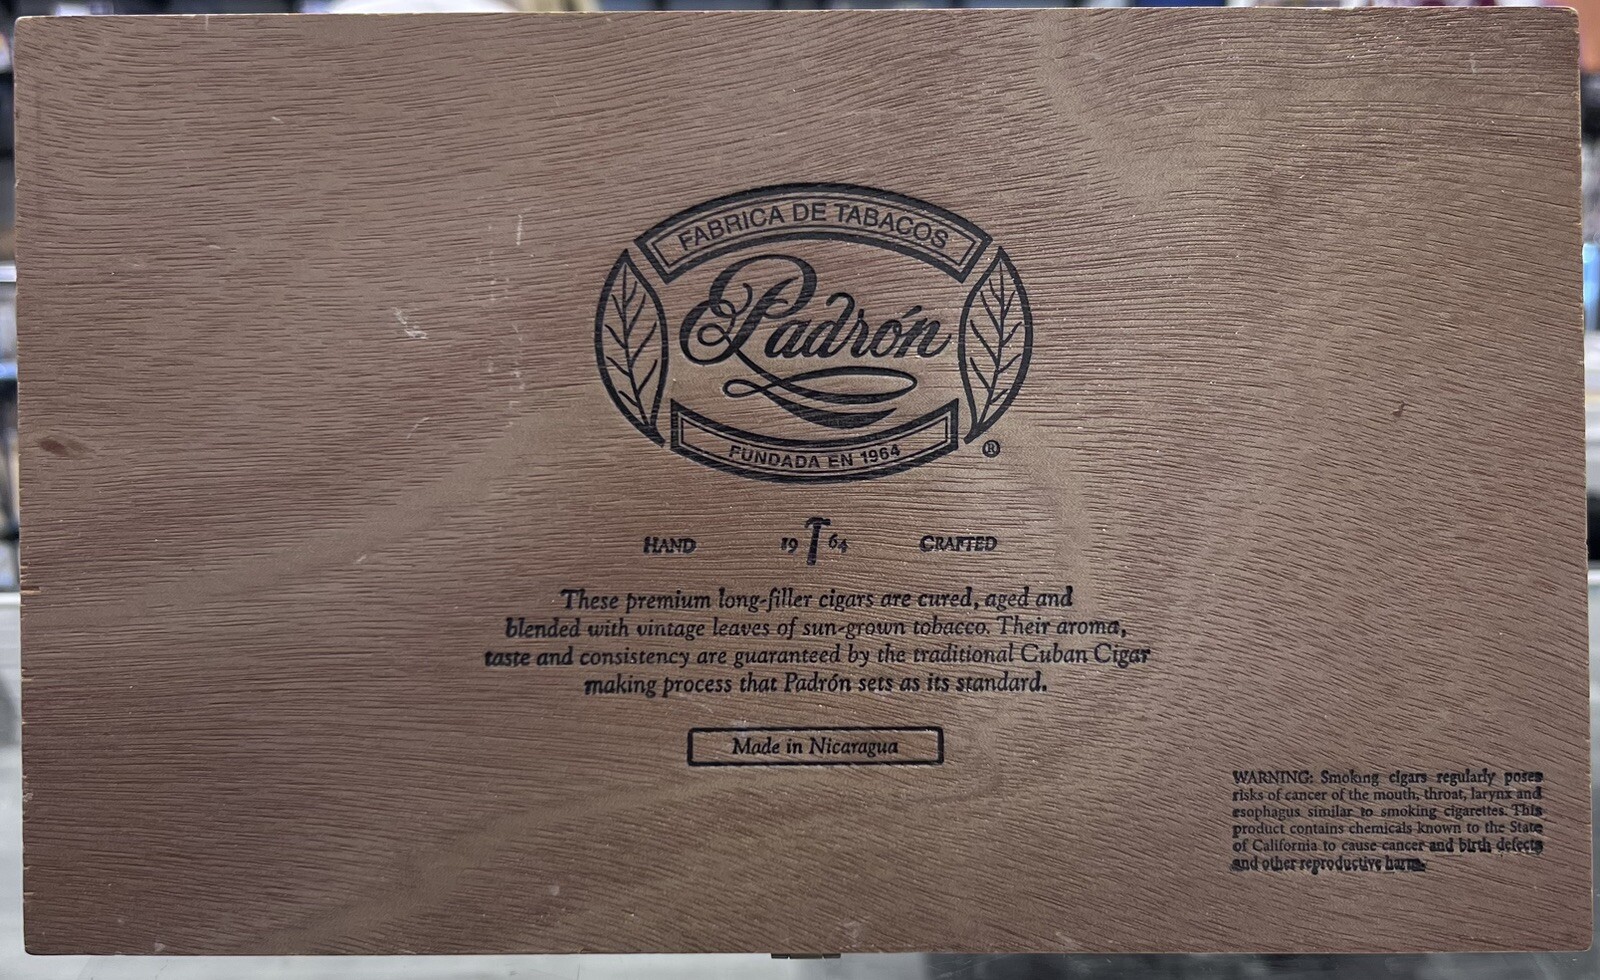 FABRICA DE TABACOS
Padrón
FUNDADA EN 1964
®
HAND 19 64 CRAFTED
These premium long-filler cigars are cured, aged and
blended with vintage leaves of sun-grown tobacco. Their aroma,
taste and consistency are guaranteed by the traditional Cuban Cigar
making process that Padrón sets as its standard.
Made in Nicaragua
WARNING: Smoking cigars regularly poses
risks of cancer of the mouth, throat, larynx and
esophagus similar to smoking cigarettes. This
product contains chemicals known to the State
of California to cause cancer and birth defects
and other reproductive harm.